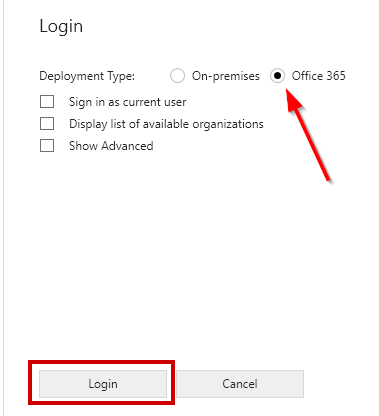 Login
Deployment Type: On-premises Office 365
Sign in as current user
Display list of available organizations
Show Advanced
Login Cancel